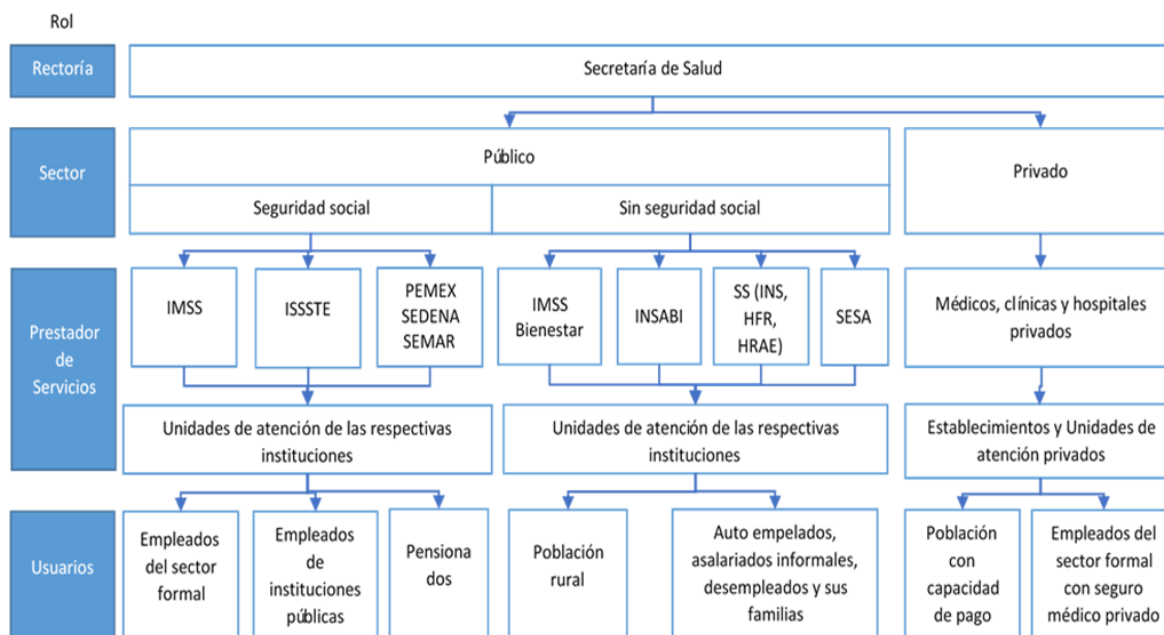 Rol
Rectoría
Secretaría de Salud
Sector
Público
Privado
Seguridad social
Sin seguridad social
Prestador
de
Servicios
IMSS
ISSSTE
PEMEX
SEDENA
SEMAR
IMSS
Bienestar
INSABI
SS (INS,
HFR,
HRAE)
SESA
Médicos, clínicas y hospitales
privados
Unidades de atención de las respectivas
instituciones
Unidades de atención de las respectivas
instituciones
Establecimientos y Unidades de
atención privados
Usuarios
Empleados
del sector
formal
Empleados
de
instituciones
públicas
Pensiona
dos
Población
rural
Auto empelados,
asalariados informales,
desempleados y sus
familias
Población
con
capacidad
de pago
Empleados del
sector formal
con seguro
médico privado